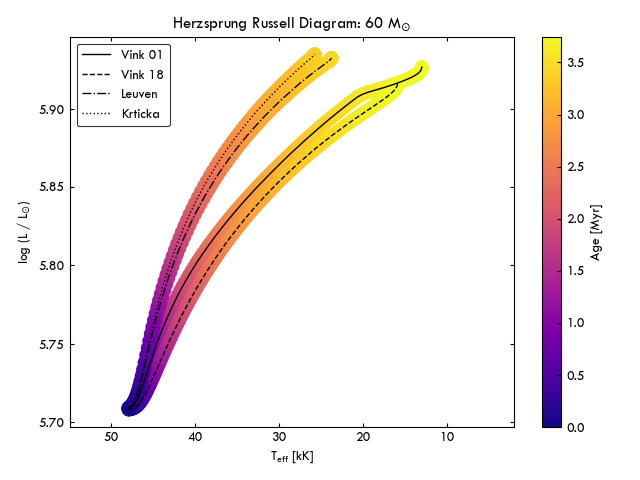 Herzsprung Russell Diagram: 60 M☉
Vink 01
Vink 18
Leuven
Krticka
log (L / L☉)
5.90
5.85
5.80
5.75
5.70
50 40 30 20 10
T_eff [kK]
3.5
3.0
2.5
2.0
1.5
1.0
0.5
0.0
Age [Myr]